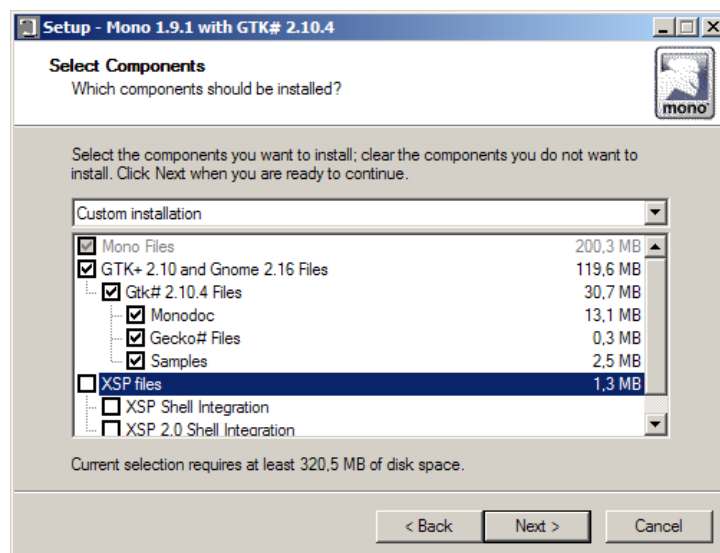 Setup - Mono 1.9.1 with GTK# 2.10.4
Select Components
Which components should be installed?
mono
Select the components you want to install; clear the components you do not want to
install. Click Next when you are ready to continue.
Custom installation
Mono Files 200,3 MB
GTK+ 2.10 and Gnome 2.16 Files 119,6 MB
Gtk# 2.10.4 Files 30,7 MB
Monodoc 13,1 MB
Gecko# Files 0,3 MB
Samples 2,5 MB
XSP files 1,3 MB
XSP Shell Integration
XSP 2.0 Shell Integration
Current selection requires at least 320,5 MB of disk space.
< Back Next > Cancel